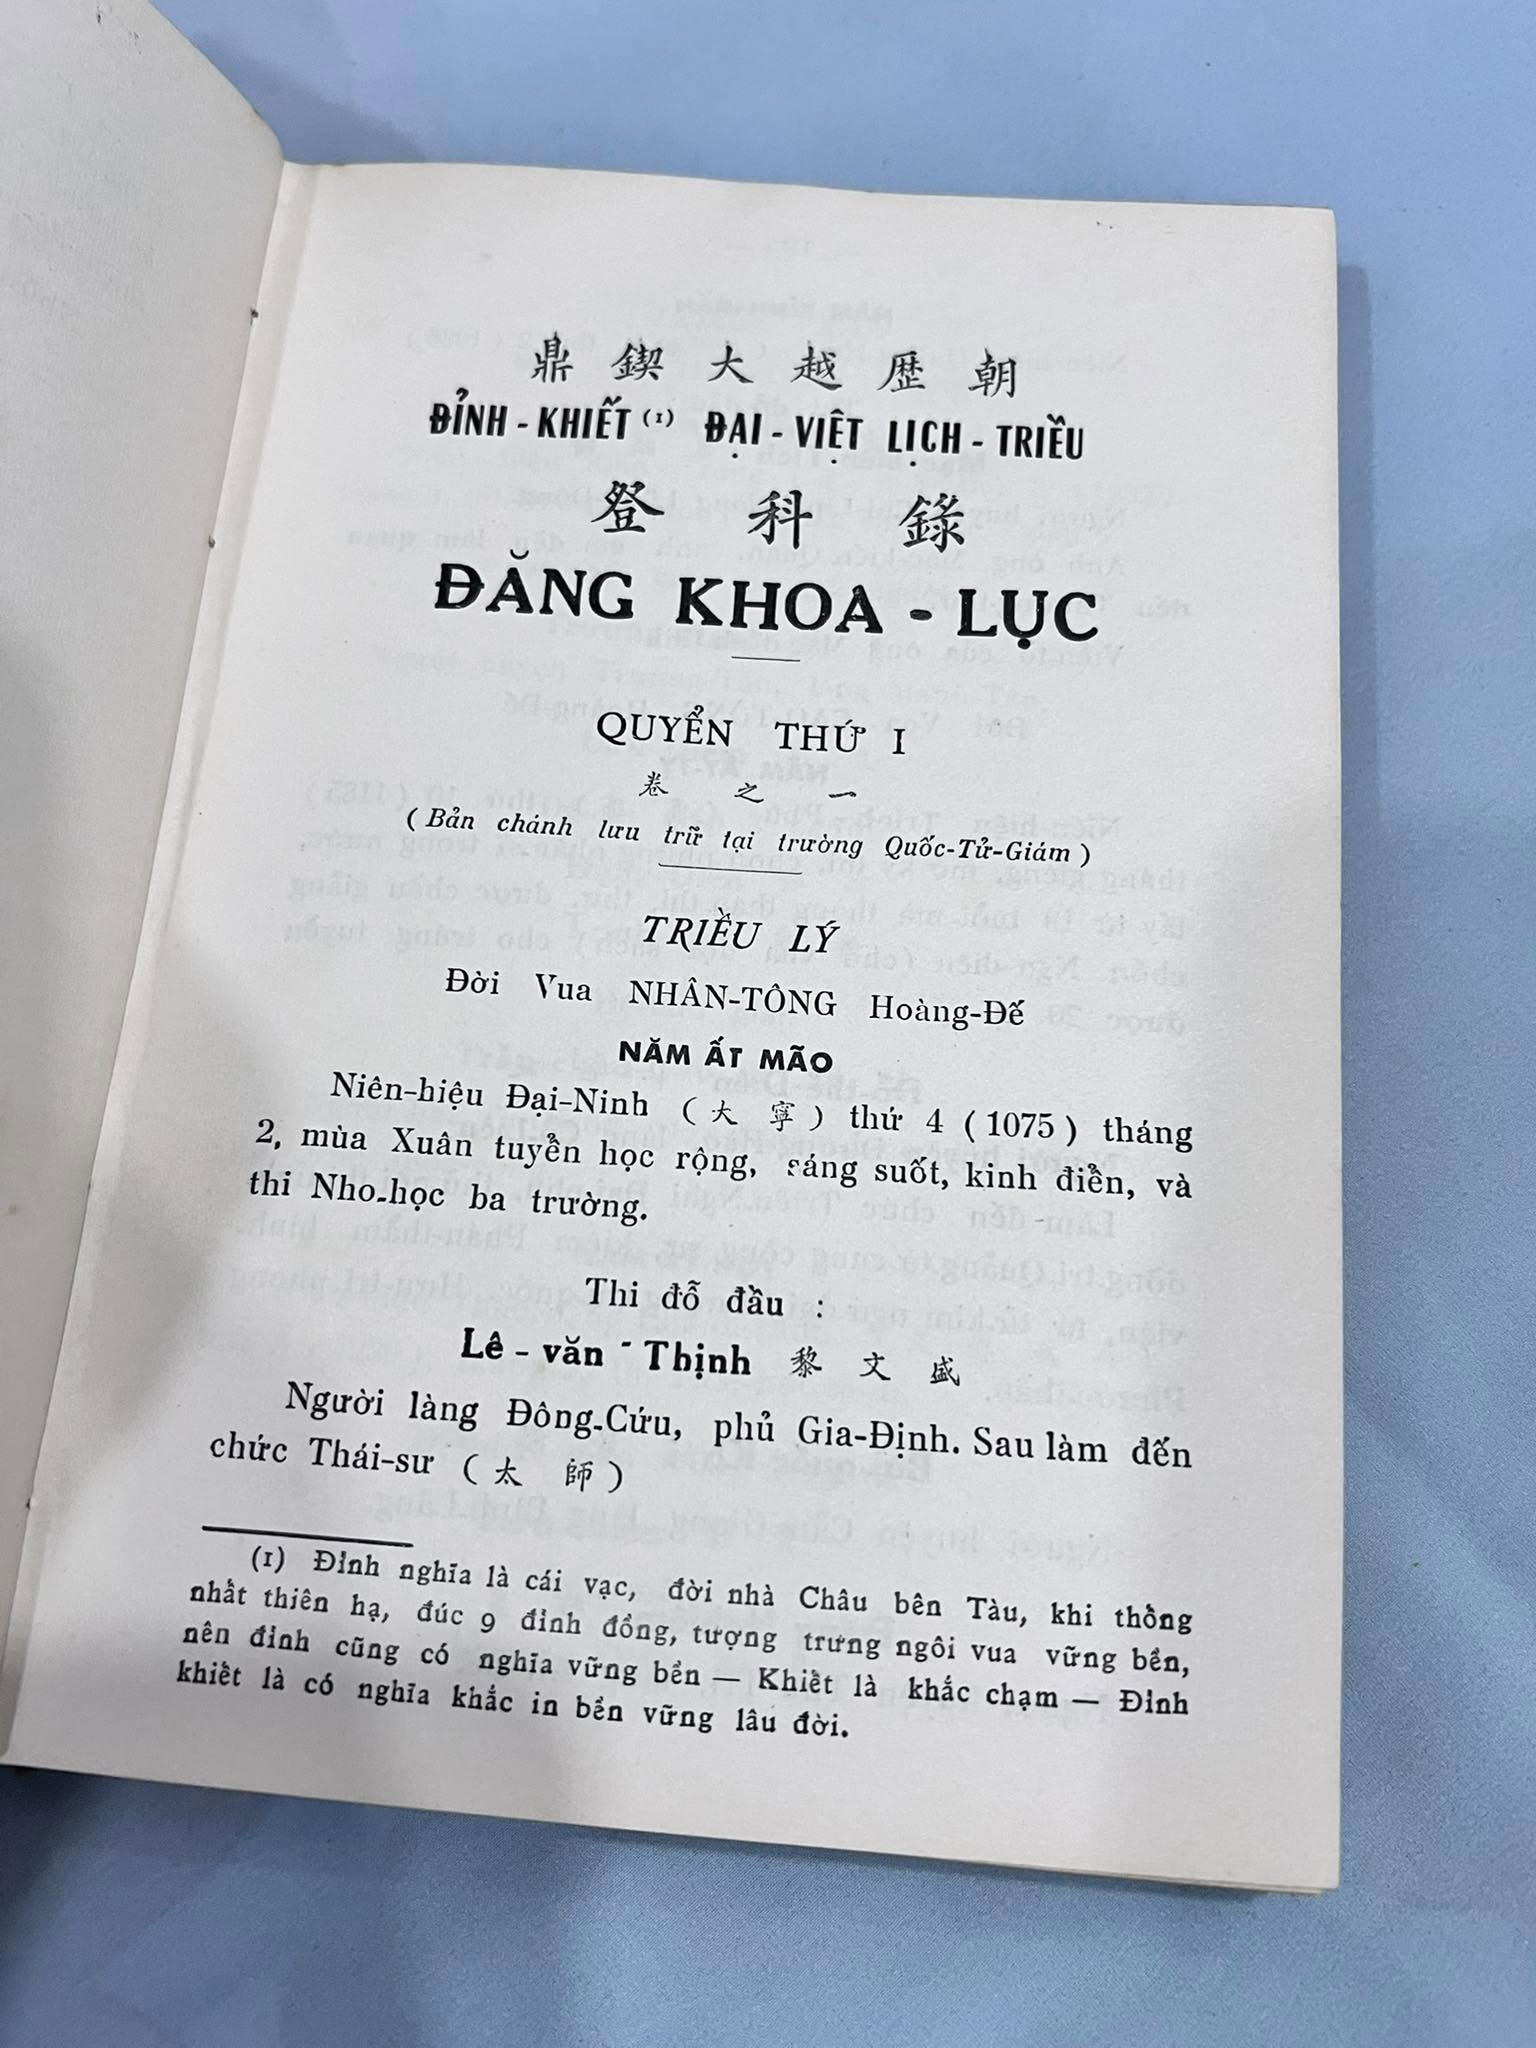 鼎 鍥 大 越 歷 朝
ĐỈNH - KHIẾT (1) ĐẠI - VIỆT LỊCH - TRIỀU
登 科 錄
ĐĂNG KHOA - LỤC
QUYỂN THỨ I
卷 之 一
( Bản chánh lưu trữ tại trường Quốc-Tử-Giám )
TRIỀU LÝ
Đời Vua NHÂN-TÔNG Hoàng-Đế
NĂM ẤT MÃO
Niên-hiệu Đại-Ninh ( 大 寧 ) thứ 4 ( 1075 ) tháng
2, mùa Xuân tuyển học rộng, sáng suốt, kinh điển, và
thi Nho-học ba trường.
Thi đỗ đầu :
Lê - văn - Thịnh 黎 文 盛
Người làng Đông-Cứu, phủ Gia-Định. Sau làm đến
chức Thái-sư ( 太 師 )
(1) Đỉnh nghĩa là cái vạc, đời nhà Châu bên Tàu, khi thống
nhất thiên hạ, đúc 9 đỉnh đồng, tượng trưng ngôi vua vững bền,
nên đỉnh cũng có nghĩa vững bền — Khiết là khắc chạm — Đỉnh
khiết là có nghĩa khắc in bền vững lâu đời.